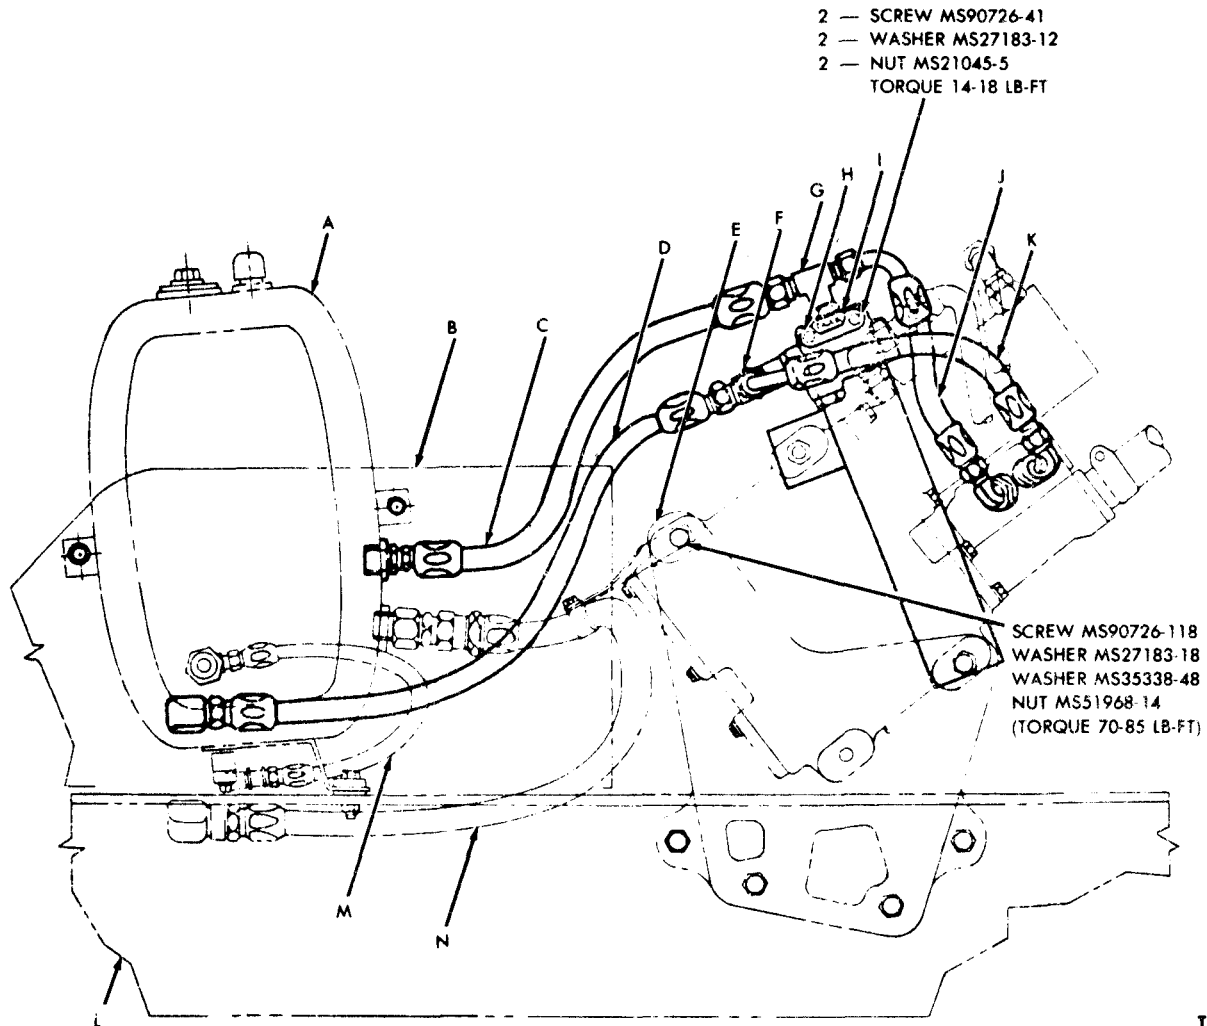 2 — SCREW MS90726-41
2 — WASHER MS27183-12
2 — NUT MS21045-5
TORQUE 14-18 LB-FT
A
B
C
D
E
F
G
H
I
J
K
SCREW MS90726-118
WASHER MS27183-18
WASHER MS35338-48
NUT MS51968-14
(TORQUE 70-85 LB-FT)
M
N
L
T